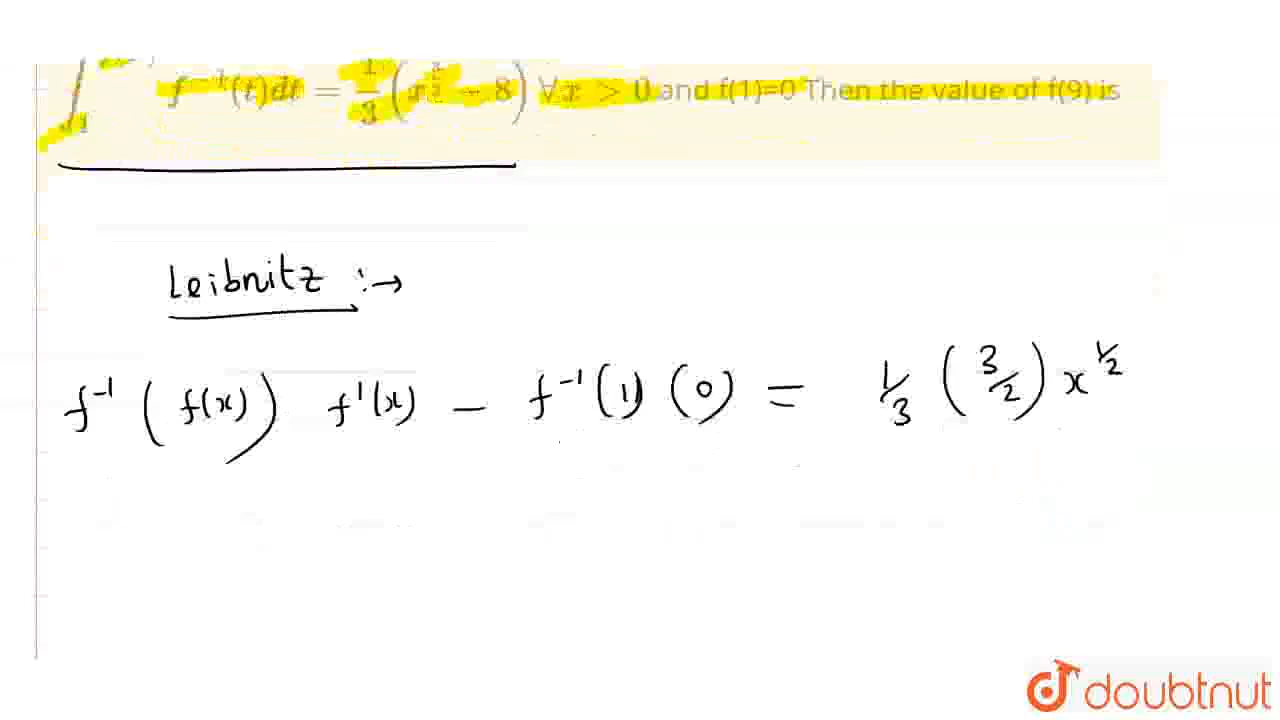 ∫₁ f⁻¹(t)dt = 1/3 (x^{3/2} − 8) ∀x > 0 and f(1)=0 Then the value of f(9) is
Leibnitz :→
f⁻¹ ( f(x) ) f'(x) − f⁻¹(1) (0) = 1/3 (3/2) x^{1/2}
doubtnut